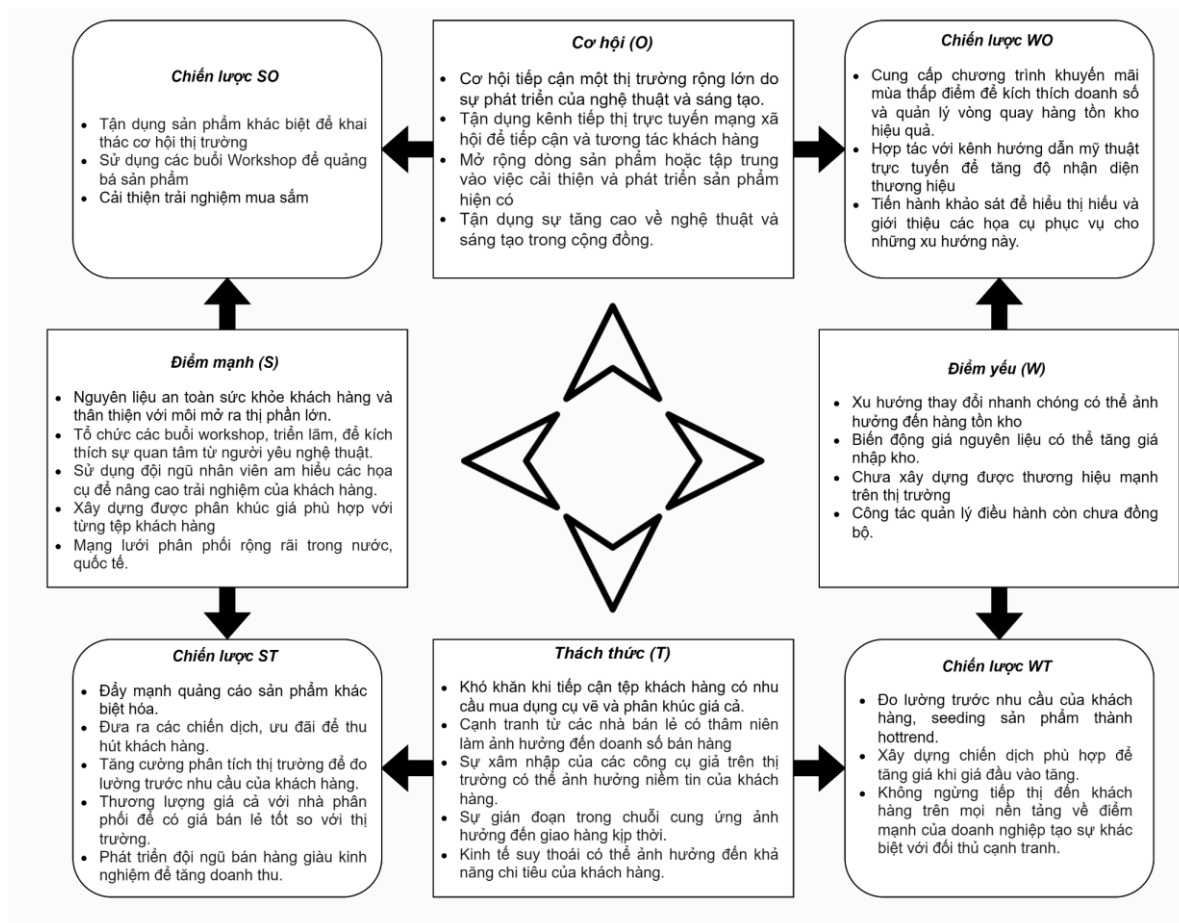 Chiến lược SO
• Tận dụng sản phẩm khác biệt để khai
thác cơ hội thị trường
• Sử dụng các buổi Workshop để quảng
bá sản phẩm
• Cải thiện trải nghiệm mua sắm
Cơ hội (O)
• Cơ hội tiếp cận một thị trường rộng lớn do
sự phát triển của nghệ thuật và sáng tạo.
• Tận dụng kênh tiếp thị trực tuyến mạng xã
hội để tiếp cận và tương tác khách hàng
• Mở rộng dòng sản phẩm hoặc tập trung
vào việc cải thiện và phát triển sản phẩm
hiện có
• Tận dụng sự tăng cao về nghệ thuật và
sáng tạo trong cộng đồng.
Chiến lược WO
• Cung cấp chương trình khuyến mãi
mùa thấp điểm để kích thích doanh số
và quản lý vòng quay hàng tồn kho
hiệu quả.
• Hợp tác với kênh hướng dẫn mỹ thuật
trực tuyến để tăng độ nhận diện
thương hiệu
• Tiến hành khảo sát để hiểu thị hiếu và
giới thiệu các họa cụ phục vụ cho
những xu hướng này.
Điểm mạnh (S)
• Nguyên liệu an toàn sức khỏe khách hàng và
thân thiện với môi mở ra thị phần lớn.
• Tổ chức các buổi workshop, triển lãm, để kích
thích sự quan tâm từ người yêu nghệ thuật.
• Sử dụng đội ngũ nhân viên am hiểu các họa
cụ để nâng cao trải nghiệm của khách hàng.
• Xây dựng được phân khúc giá phù hợp với
từng tệp khách hàng
• Mạng lưới phân phối rộng rãi trong nước,
quốc tế.
Điểm yếu (W)
• Xu hướng thay đổi nhanh chóng có thể ảnh
hưởng đến hàng tồn kho
• Biến động giá nguyên liệu có thể tăng giá
nhập kho.
• Chưa xây dựng được thương hiệu mạnh
trên thị trường
• Công tác quản lý điều hành còn chưa đồng
bộ.
Chiến lược ST
• Đẩy mạnh quảng cáo sản phẩm khác
biệt hóa.
• Đưa ra các chiến dịch, ưu đãi để thu
hút khách hàng.
• Tăng cường phân tích thị trường để đo
lường trước nhu cầu của khách hàng.
• Thương lượng giá cả với nhà phân
phối để có giá bán lẻ tốt so với thị
trường.
• Phát triển đội ngũ bán hàng giàu kinh
nghiệm để tăng doanh thu.
Thách thức (T)
• Khó khăn khi tiếp cận tệp khách hàng có nhu
cầu mua dụng cụ vẽ và phân khúc giá cả.
• Cạnh tranh từ các nhà bán lẻ có thâm niên
làm ảnh hưởng đến doanh số bán hàng
• Sự xâm nhập của các công cụ giả trên thị
trường có thể ảnh hưởng niềm tin của khách
hàng.
• Sự gián đoạn trong chuỗi cung ứng ảnh
hưởng đến giao hàng kịp thời.
• Kinh tế suy thoái có thể ảnh hưởng đến khả
năng chi tiêu của khách hàng.
Chiến lược WT
• Đo lường trước nhu cầu của khách
hàng, seeding sản phẩm thành
hottrend.
• Xây dựng chiến dịch phù hợp để
tăng giá khi giá đầu vào tăng.
• Không ngừng tiếp thị đến khách
hàng trên mọi nền tảng về điểm
mạnh của doanh nghiệp tạo sự khác
biệt với đối thủ cạnh tranh.